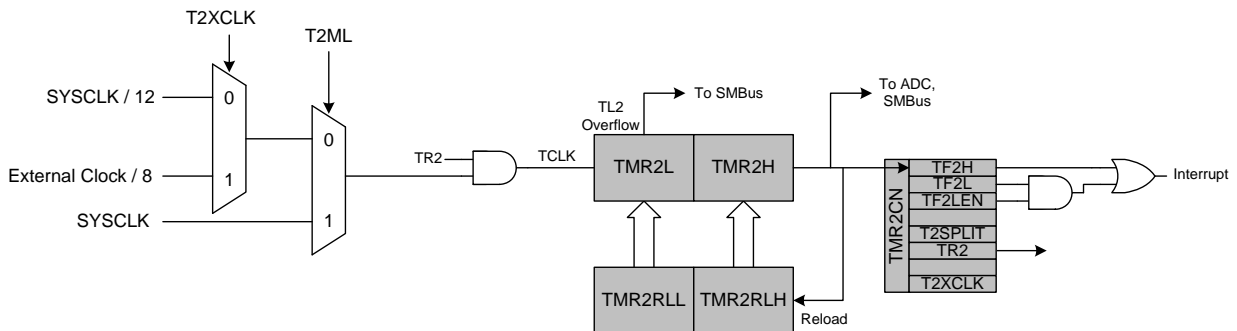 T2XCLK
T2ML
SYSCLK / 12
0
0
External Clock / 8
1
SYSCLK
1
TR2
TCLK
TL2
Overflow
To SMBus
To ADC,
SMBus
TMR2L
TMR2H
TMR2RLL
TMR2RLH
Reload
TMR2CN
TF2H
TF2L
TF2LEN
T2SPLIT
TR2
T2XCLK
Interrupt